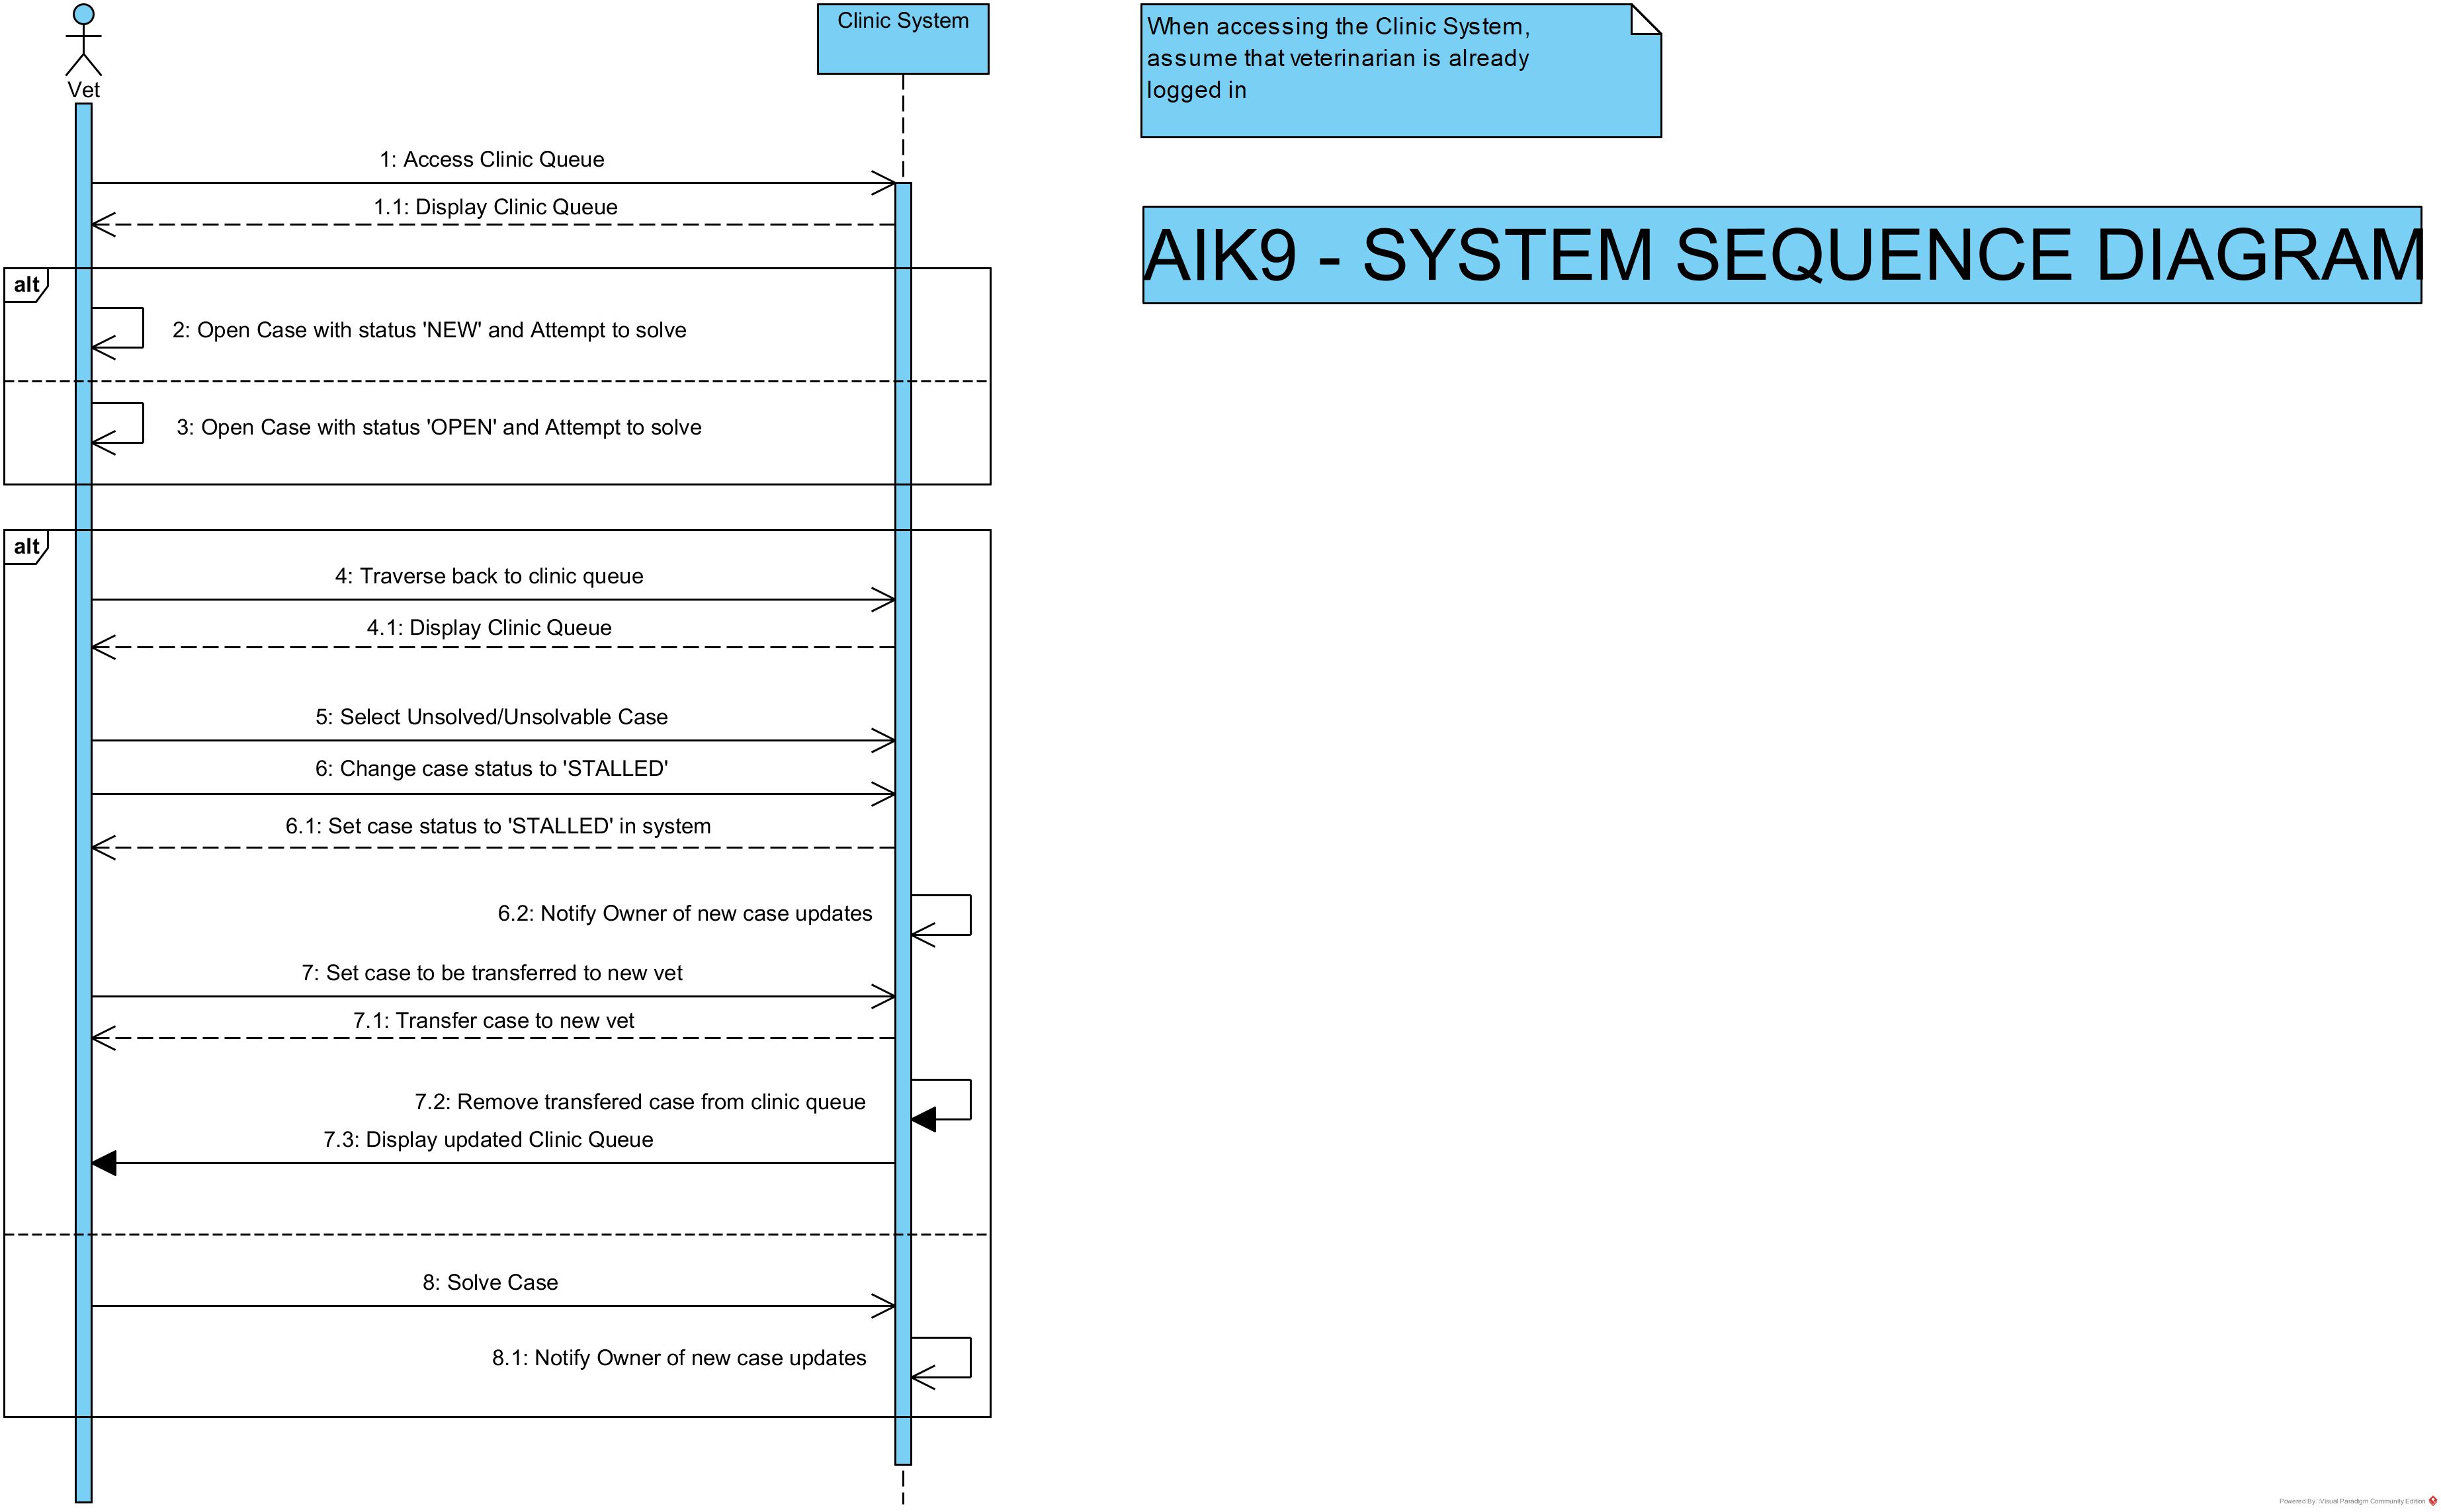 Vet
Clinic System
When accessing the Clinic System,
assume that veterinarian is already
logged in
AIK9 - SYSTEM SEQUENCE DIAGRAM
1: Access Clinic Queue
1.1: Display Clinic Queue
alt
2: Open Case with status 'NEW' and Attempt to solve
3: Open Case with status 'OPEN' and Attempt to solve
alt
4: Traverse back to clinic queue
4.1: Display Clinic Queue
5: Select Unsolved/Unsolvable Case
6: Change case status to 'STALLED'
6.1: Set case status to 'STALLED' in system
6.2: Notify Owner of new case updates
7: Set case to be transferred to new vet
7.1: Transfer case to new vet
7.2: Remove transfered case from clinic queue
7.3: Display updated Clinic Queue
8: Solve Case
8.1: Notify Owner of new case updates
Powered By Visual Paradigm Community Edition